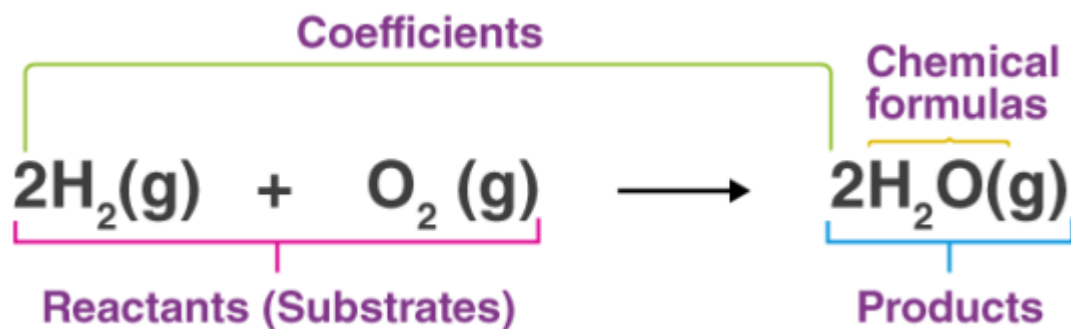 Coefficients
Chemical
formulas
2H₂(g) + O₂ (g) ⟶ 2H₂O(g)
Reactants (Substrates)
Products